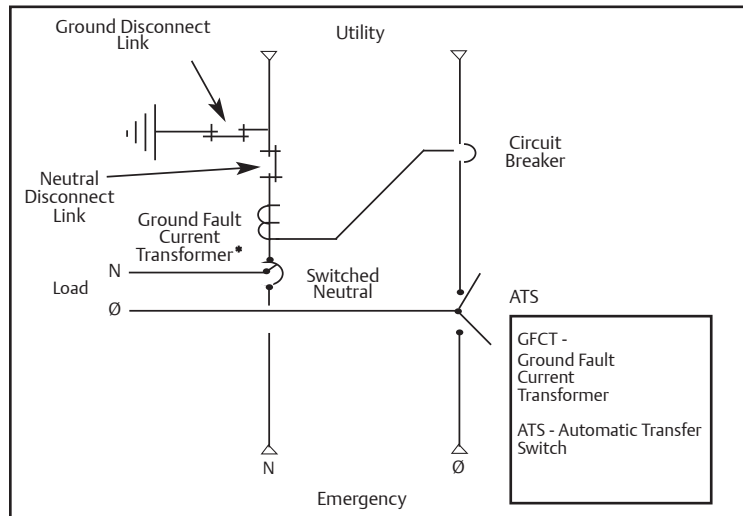 Ground Disconnect
Link
Utility
Circuit
Breaker
Neutral
Disconnect
Link
Ground Fault
Current
Transformer*
N
Load
Switched
Neutral
Ø
ATS
GFCT -
Ground Fault
Current
Transformer
ATS - Automatic Transfer
Switch
N
Ø
Emergency